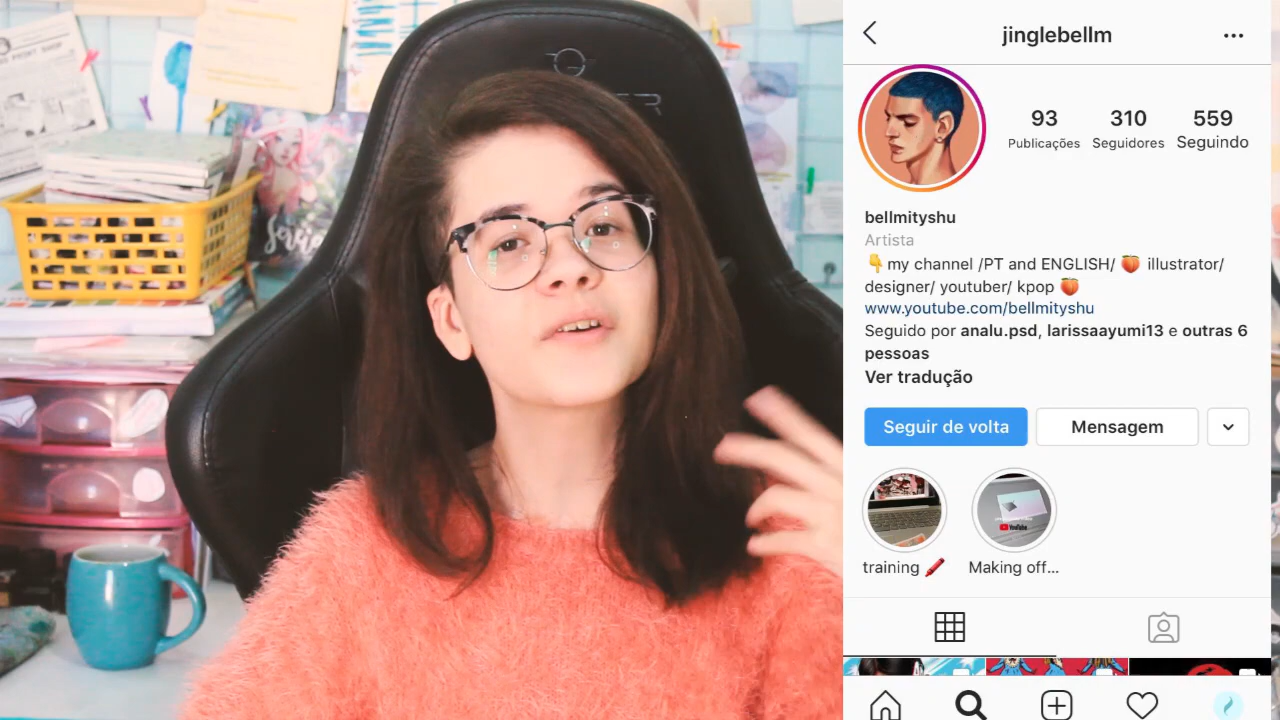 jinglebellm
93 310 559
Publicações Seguidores Seguindo
bellmityshu
Artista
👇my channel /PT and ENGLISH/ 🍑 illustrator/
designer/ youtuber/ kpop 🍑
www.youtube.com/bellmityshu
Seguido por analu.psd, larissaayumi13 e outras 6
pessoas
Ver tradução
Seguir de volta Mensagem
YouTube
training 🖍️ Making off...